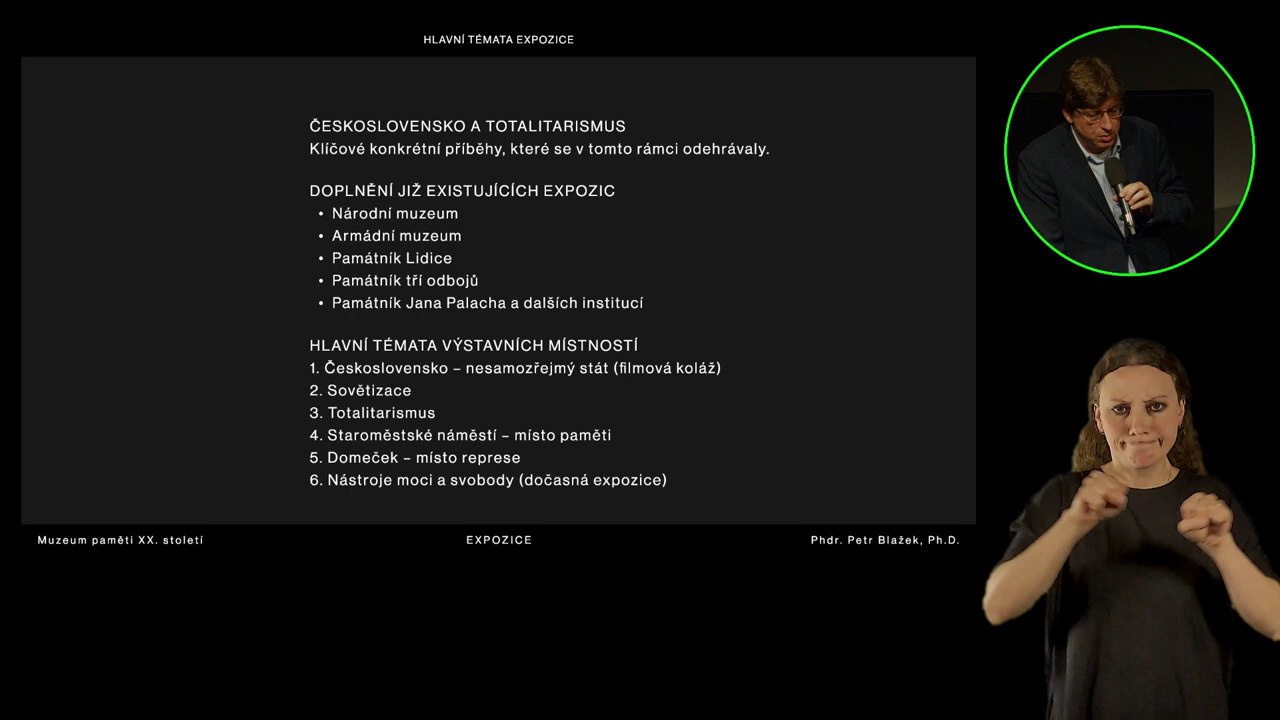 HLAVNÍ TÉMATA EXPOZICE
ČESKOSLOVENSKO A TOTALITARISMUS
Klíčové konkrétní příběhy, které se v tomto rámci odehrávaly.
DOPLNĚNÍ JIŽ EXISTUJÍCÍCH EXPOZIC
• Národní muzeum
• Armádní muzeum
• Památník Lidice
• Památník tří odbojů
• Památník Jana Palacha a dalších institucí
HLAVNÍ TÉMATA VÝSTAVNÍCH MÍSTNOSTÍ
1. Československo – nesamozřejmý stát (filmová koláž)
2. Sovětizace
3. Totalitarismus
4. Staroměstské náměstí – místo paměti
5. Domeček – místo represe
6. Nástroje moci a svobody (dočasná expozice)
Muzeum paměti XX. století
EXPOZICE
Phdr. Petr Blažek, Ph.D.